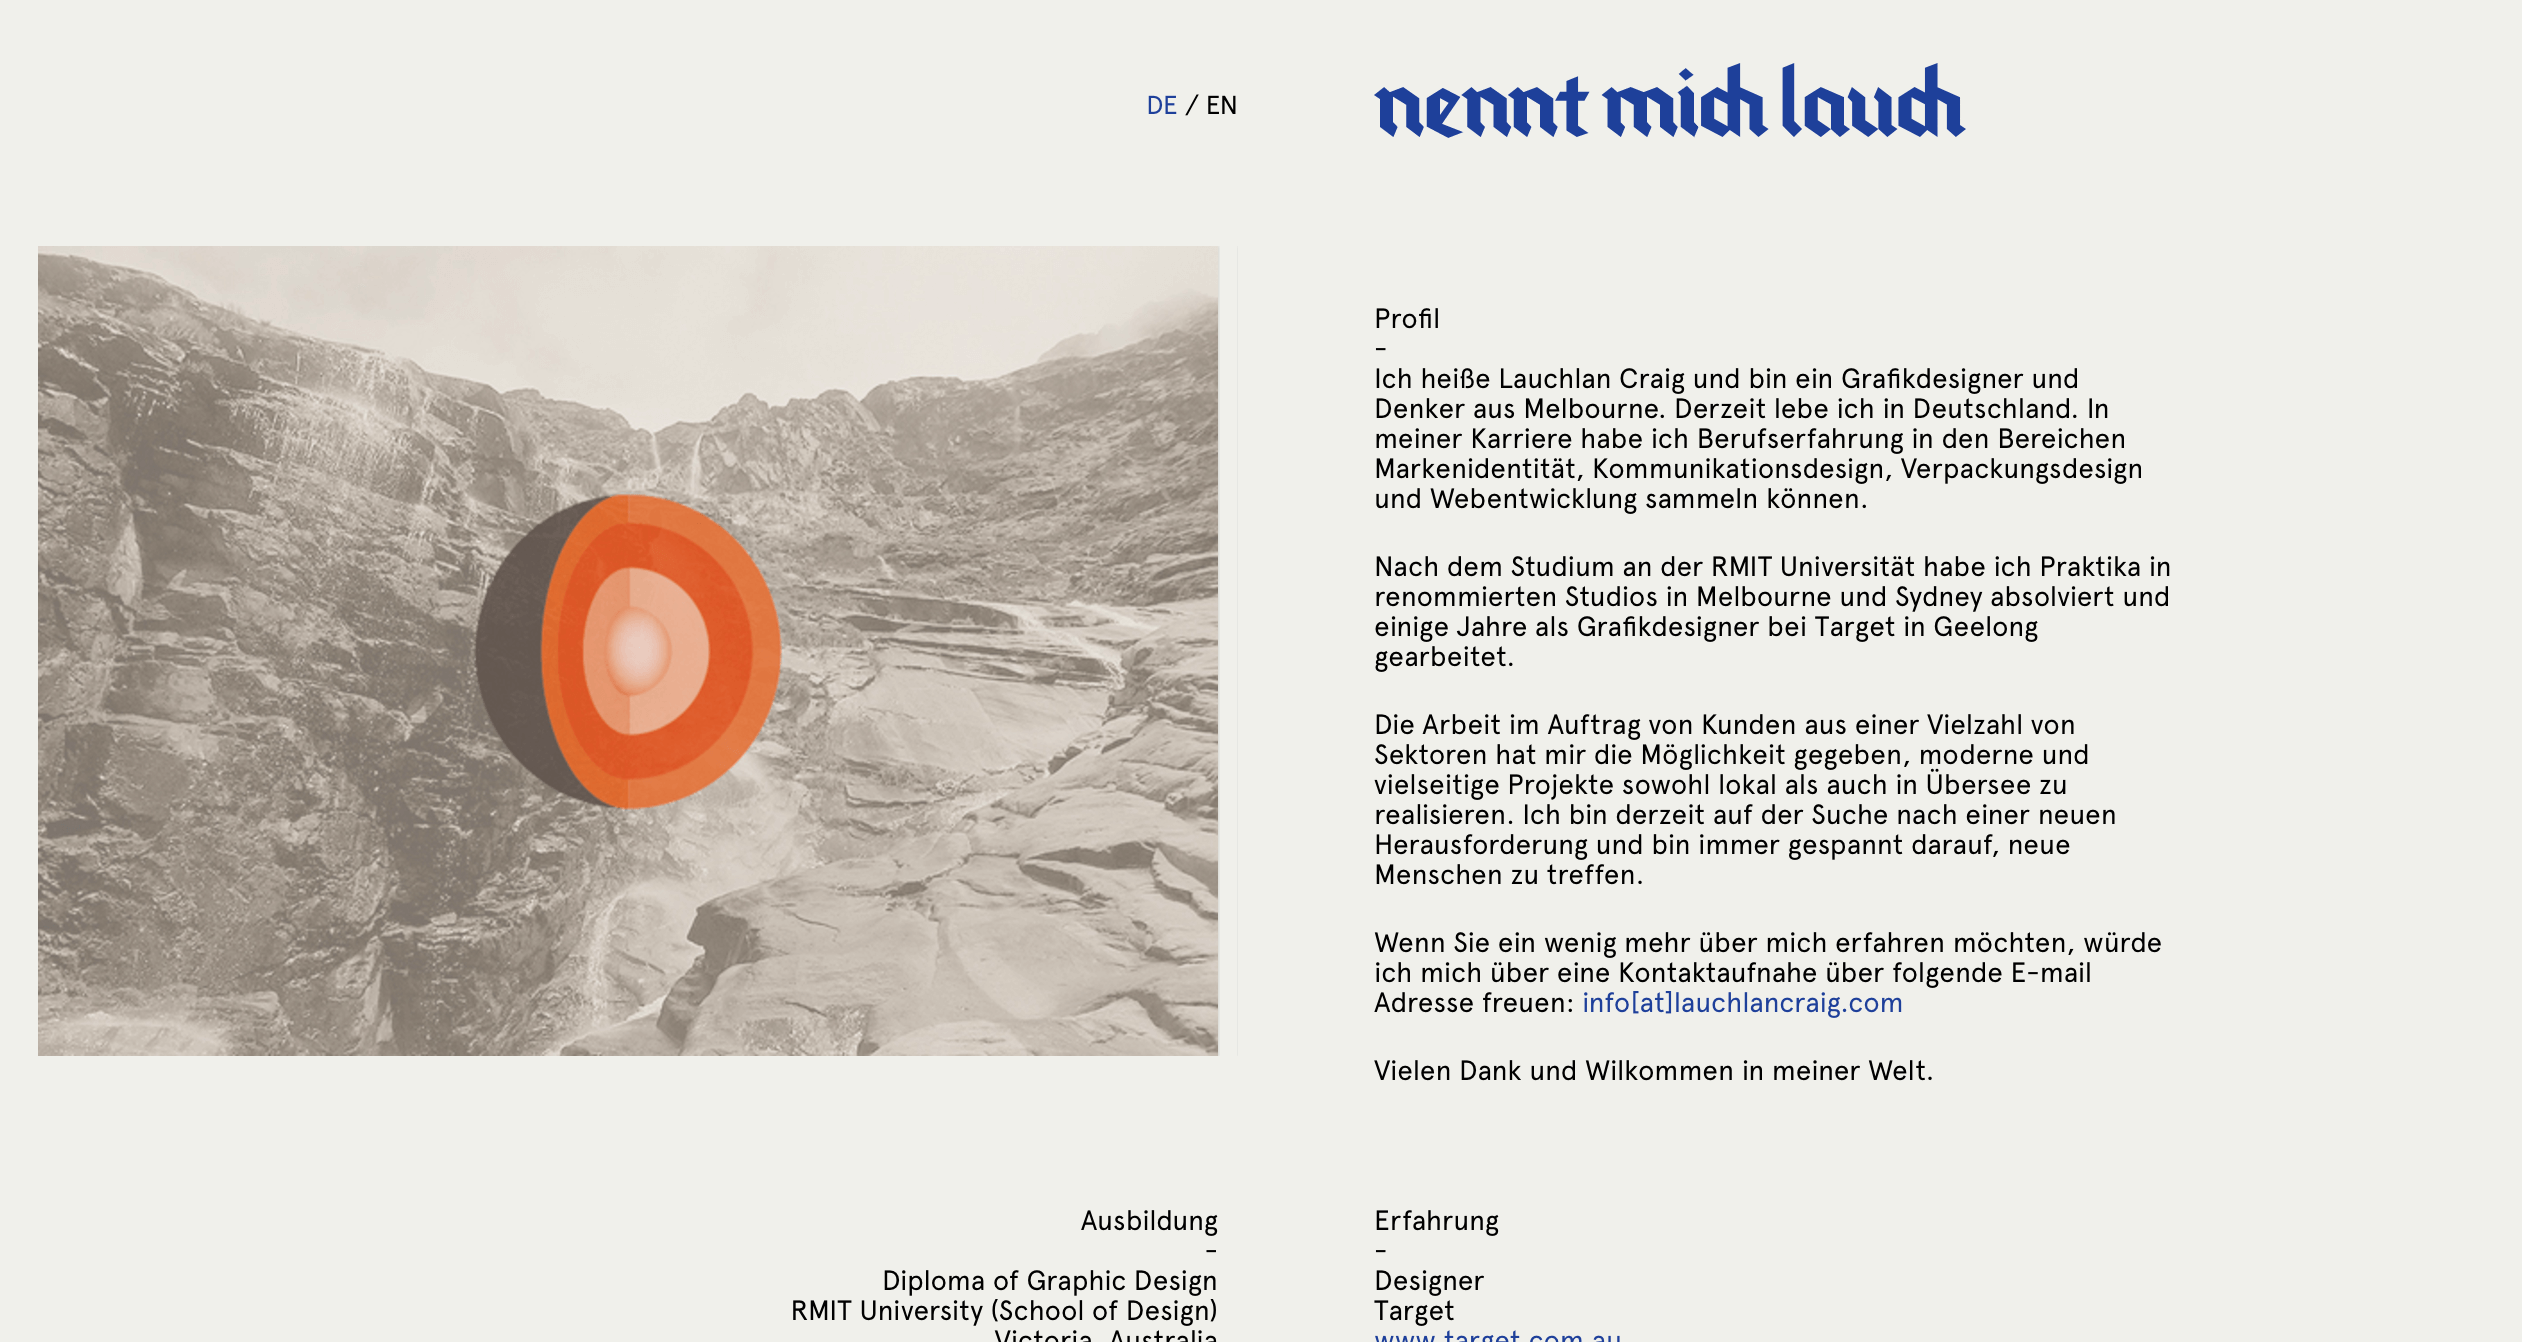 DE / EN
nennt mich lauch
Profil
–
Ich heiße Lauchlan Craig und bin ein Grafikdesigner und
Denker aus Melbourne. Derzeit lebe ich in Deutschland. In
meiner Karriere habe ich Berufserfahrung in den Bereichen
Markenidentität, Kommunikationsdesign, Verpackungsdesign
und Webentwicklung sammeln können.
Nach dem Studium an der RMIT Universität habe ich Praktika in
renommierten Studios in Melbourne und Sydney absolviert und
einige Jahre als Grafikdesigner bei Target in Geelong
gearbeitet.
Die Arbeit im Auftrag von Kunden aus einer Vielzahl von
Sektoren hat mir die Möglichkeit gegeben, moderne und
vielseitige Projekte sowohl lokal als auch in Übersee zu
realisieren. Ich bin derzeit auf der Suche nach einer neuen
Herausforderung und bin immer gespannt darauf, neue
Menschen zu treffen.
Wenn Sie ein wenig mehr über mich erfahren möchten, würde
ich mich über eine Kontaktaufnahe über folgende E-mail
Adresse freuen: info[at]lauchlancraig.com
Vielen Dank und Wilkommen in meiner Welt.
Ausbildung
–
Diploma of Graphic Design
RMIT University (School of Design)
Victoria, Australia
Erfahrung
–
Designer
Target
www.target.com.au